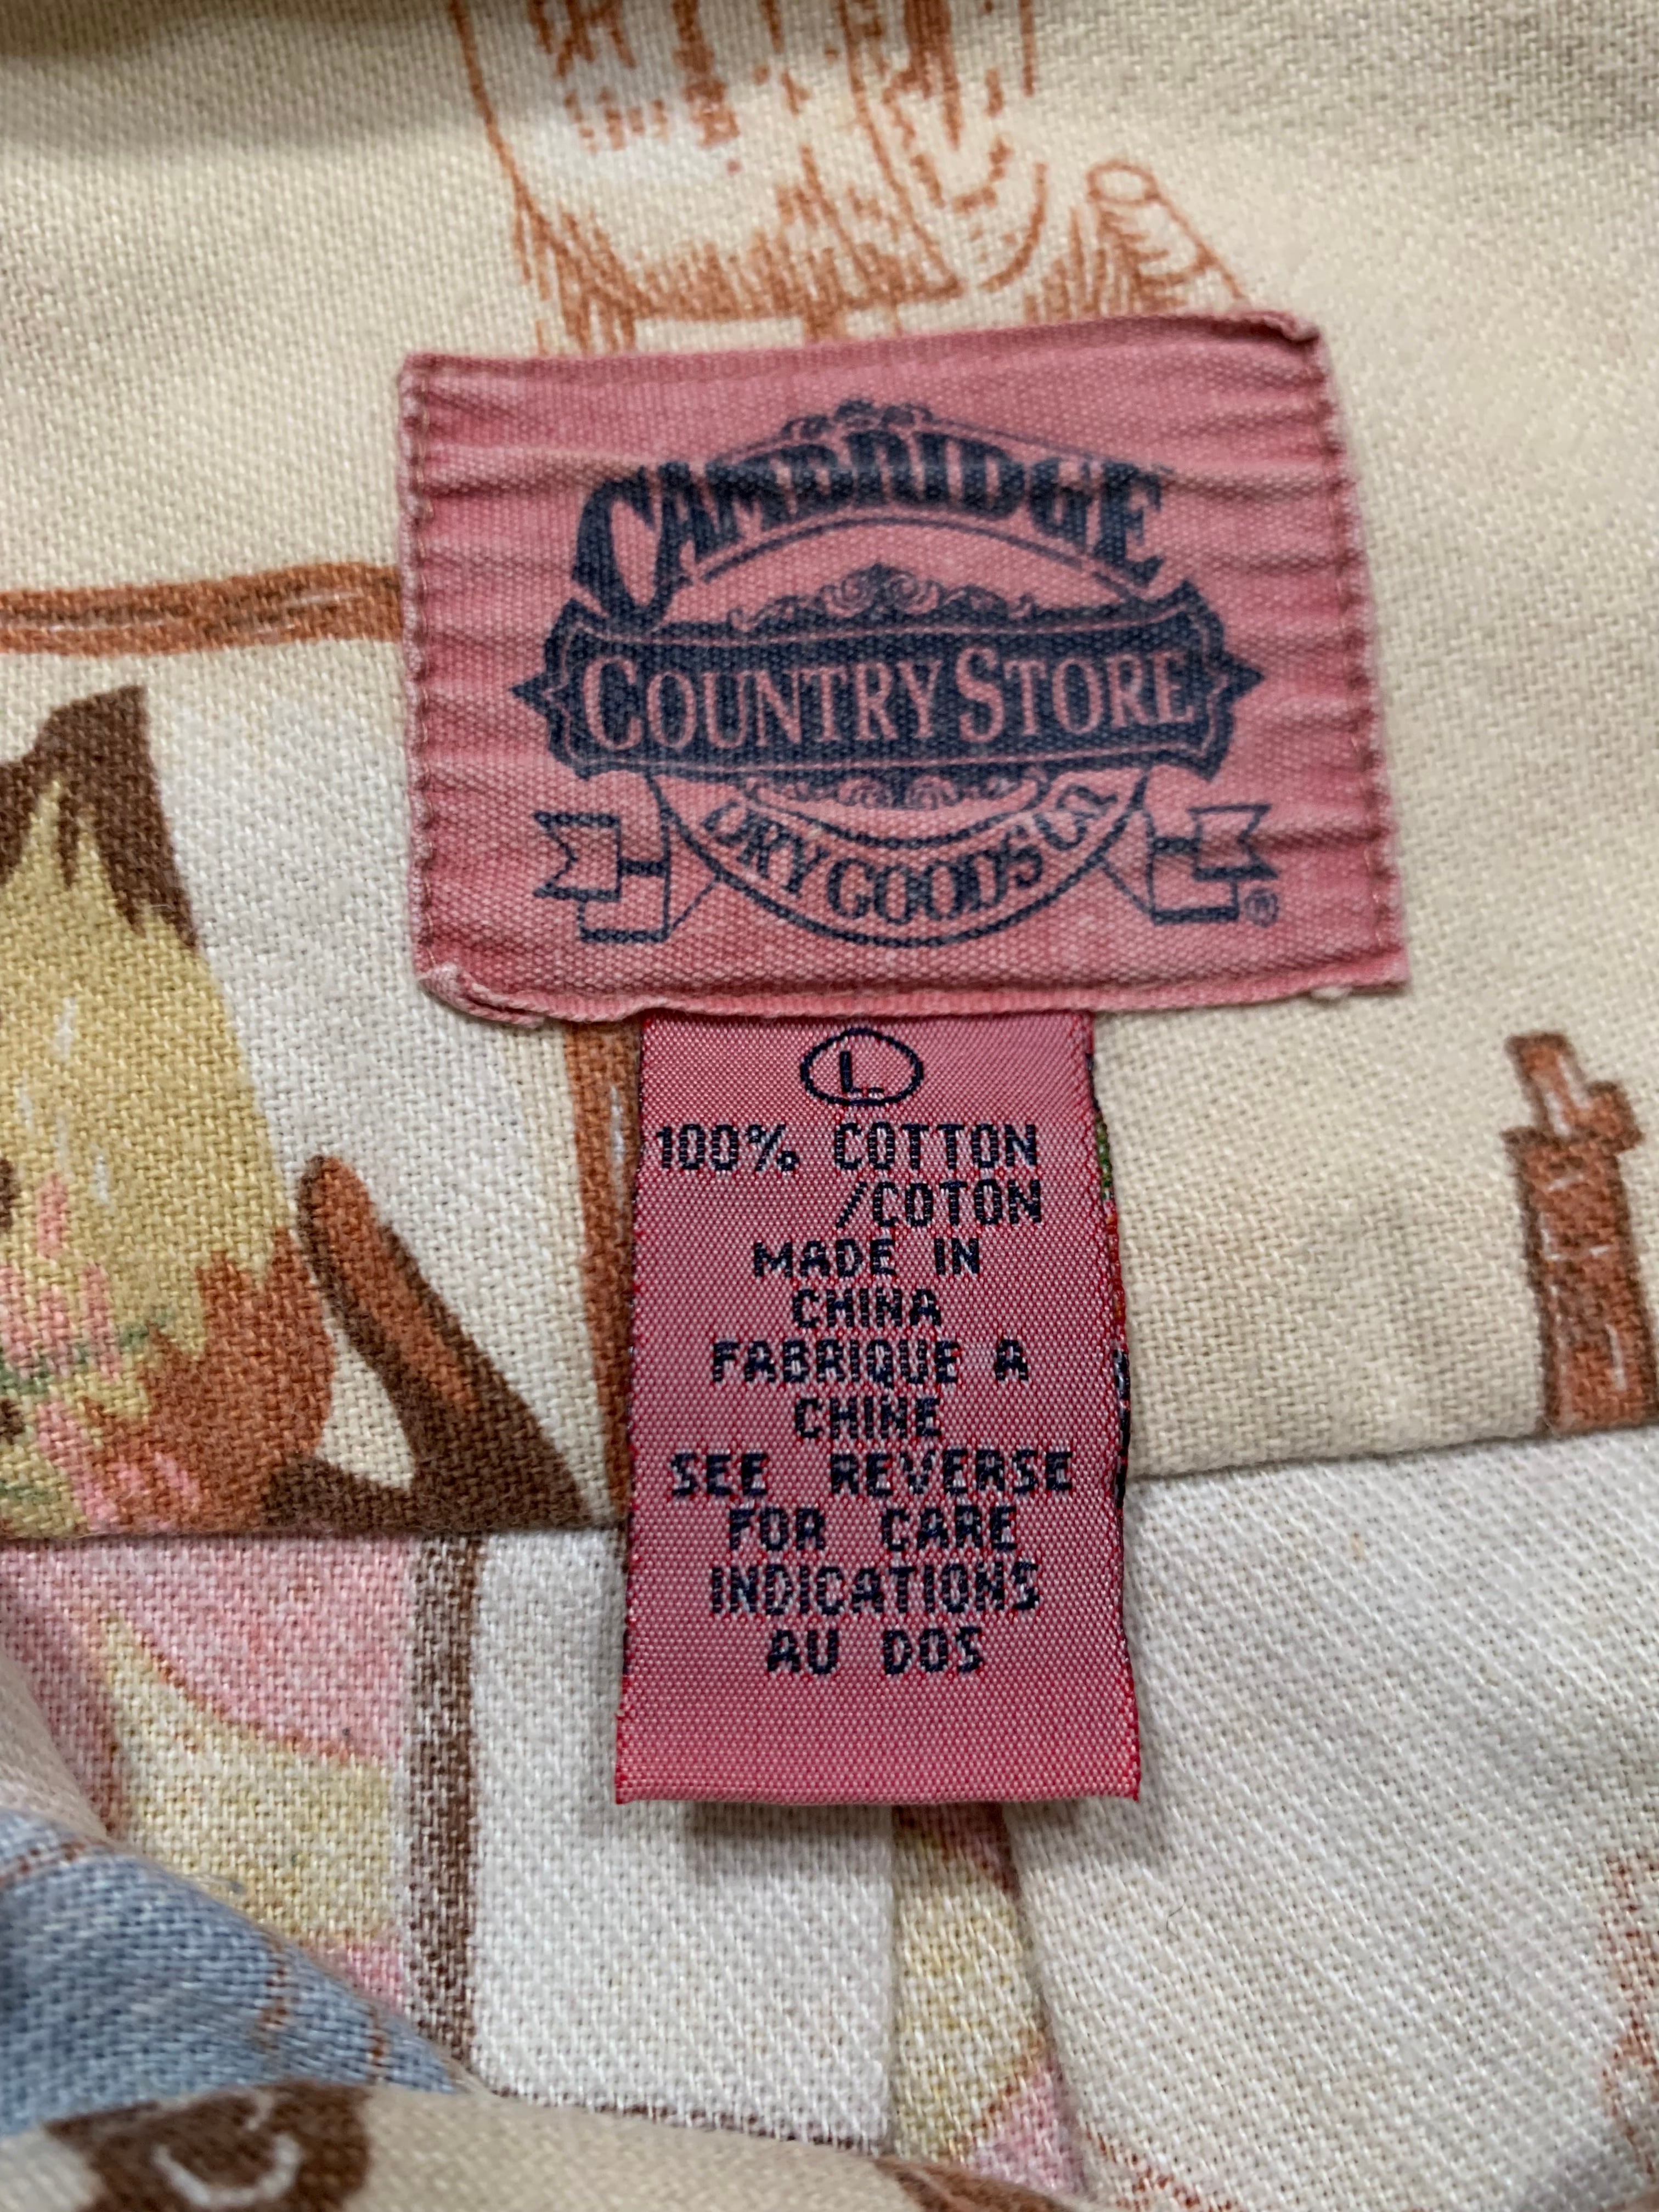 CAMBRIDGE
COUNTRY STORE
DRY GOODS CO
®
L
100% COTTON
/COTON
MADE IN
CHINA
FABRIQUE A
CHINE
SEE REVERSE
FOR CARE
INDICATIONS
AU DOS